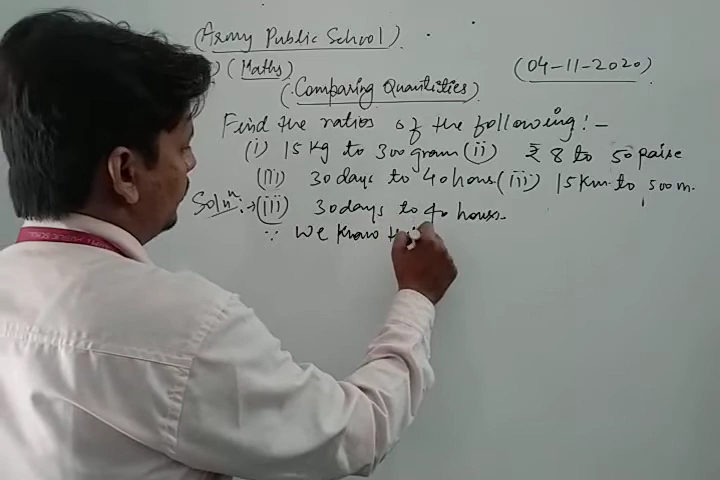 (Army Public School)
) (Maths)
(04-11-2020)
(Comparing Quantities)
Find the ratios of the following:-
(i) 15 kg to 300 gram (ii) ₹ 8 to 50 paise
(iii) 30 days to 40 hours (iii) 15 km. to 500 m.
Soln:→ (iii) 30 days to 40 hours.
∵ We know